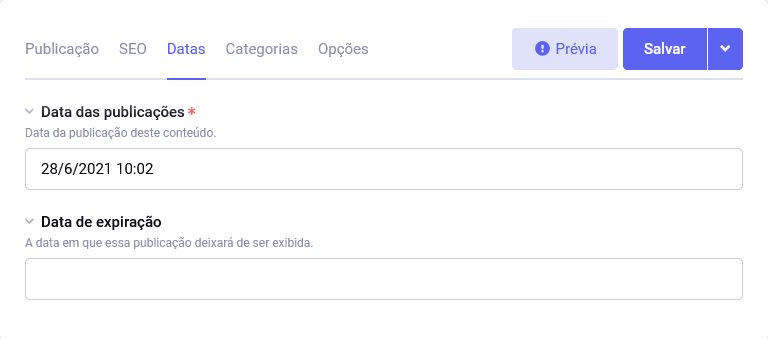 Publicação SEO Datas Categorias Opções Prévia Salvar
Data das publicações *
Data da publicação deste conteúdo.
28/6/2021 10:02
Data de expiração
A data em que essa publicação deixará de ser exibida.